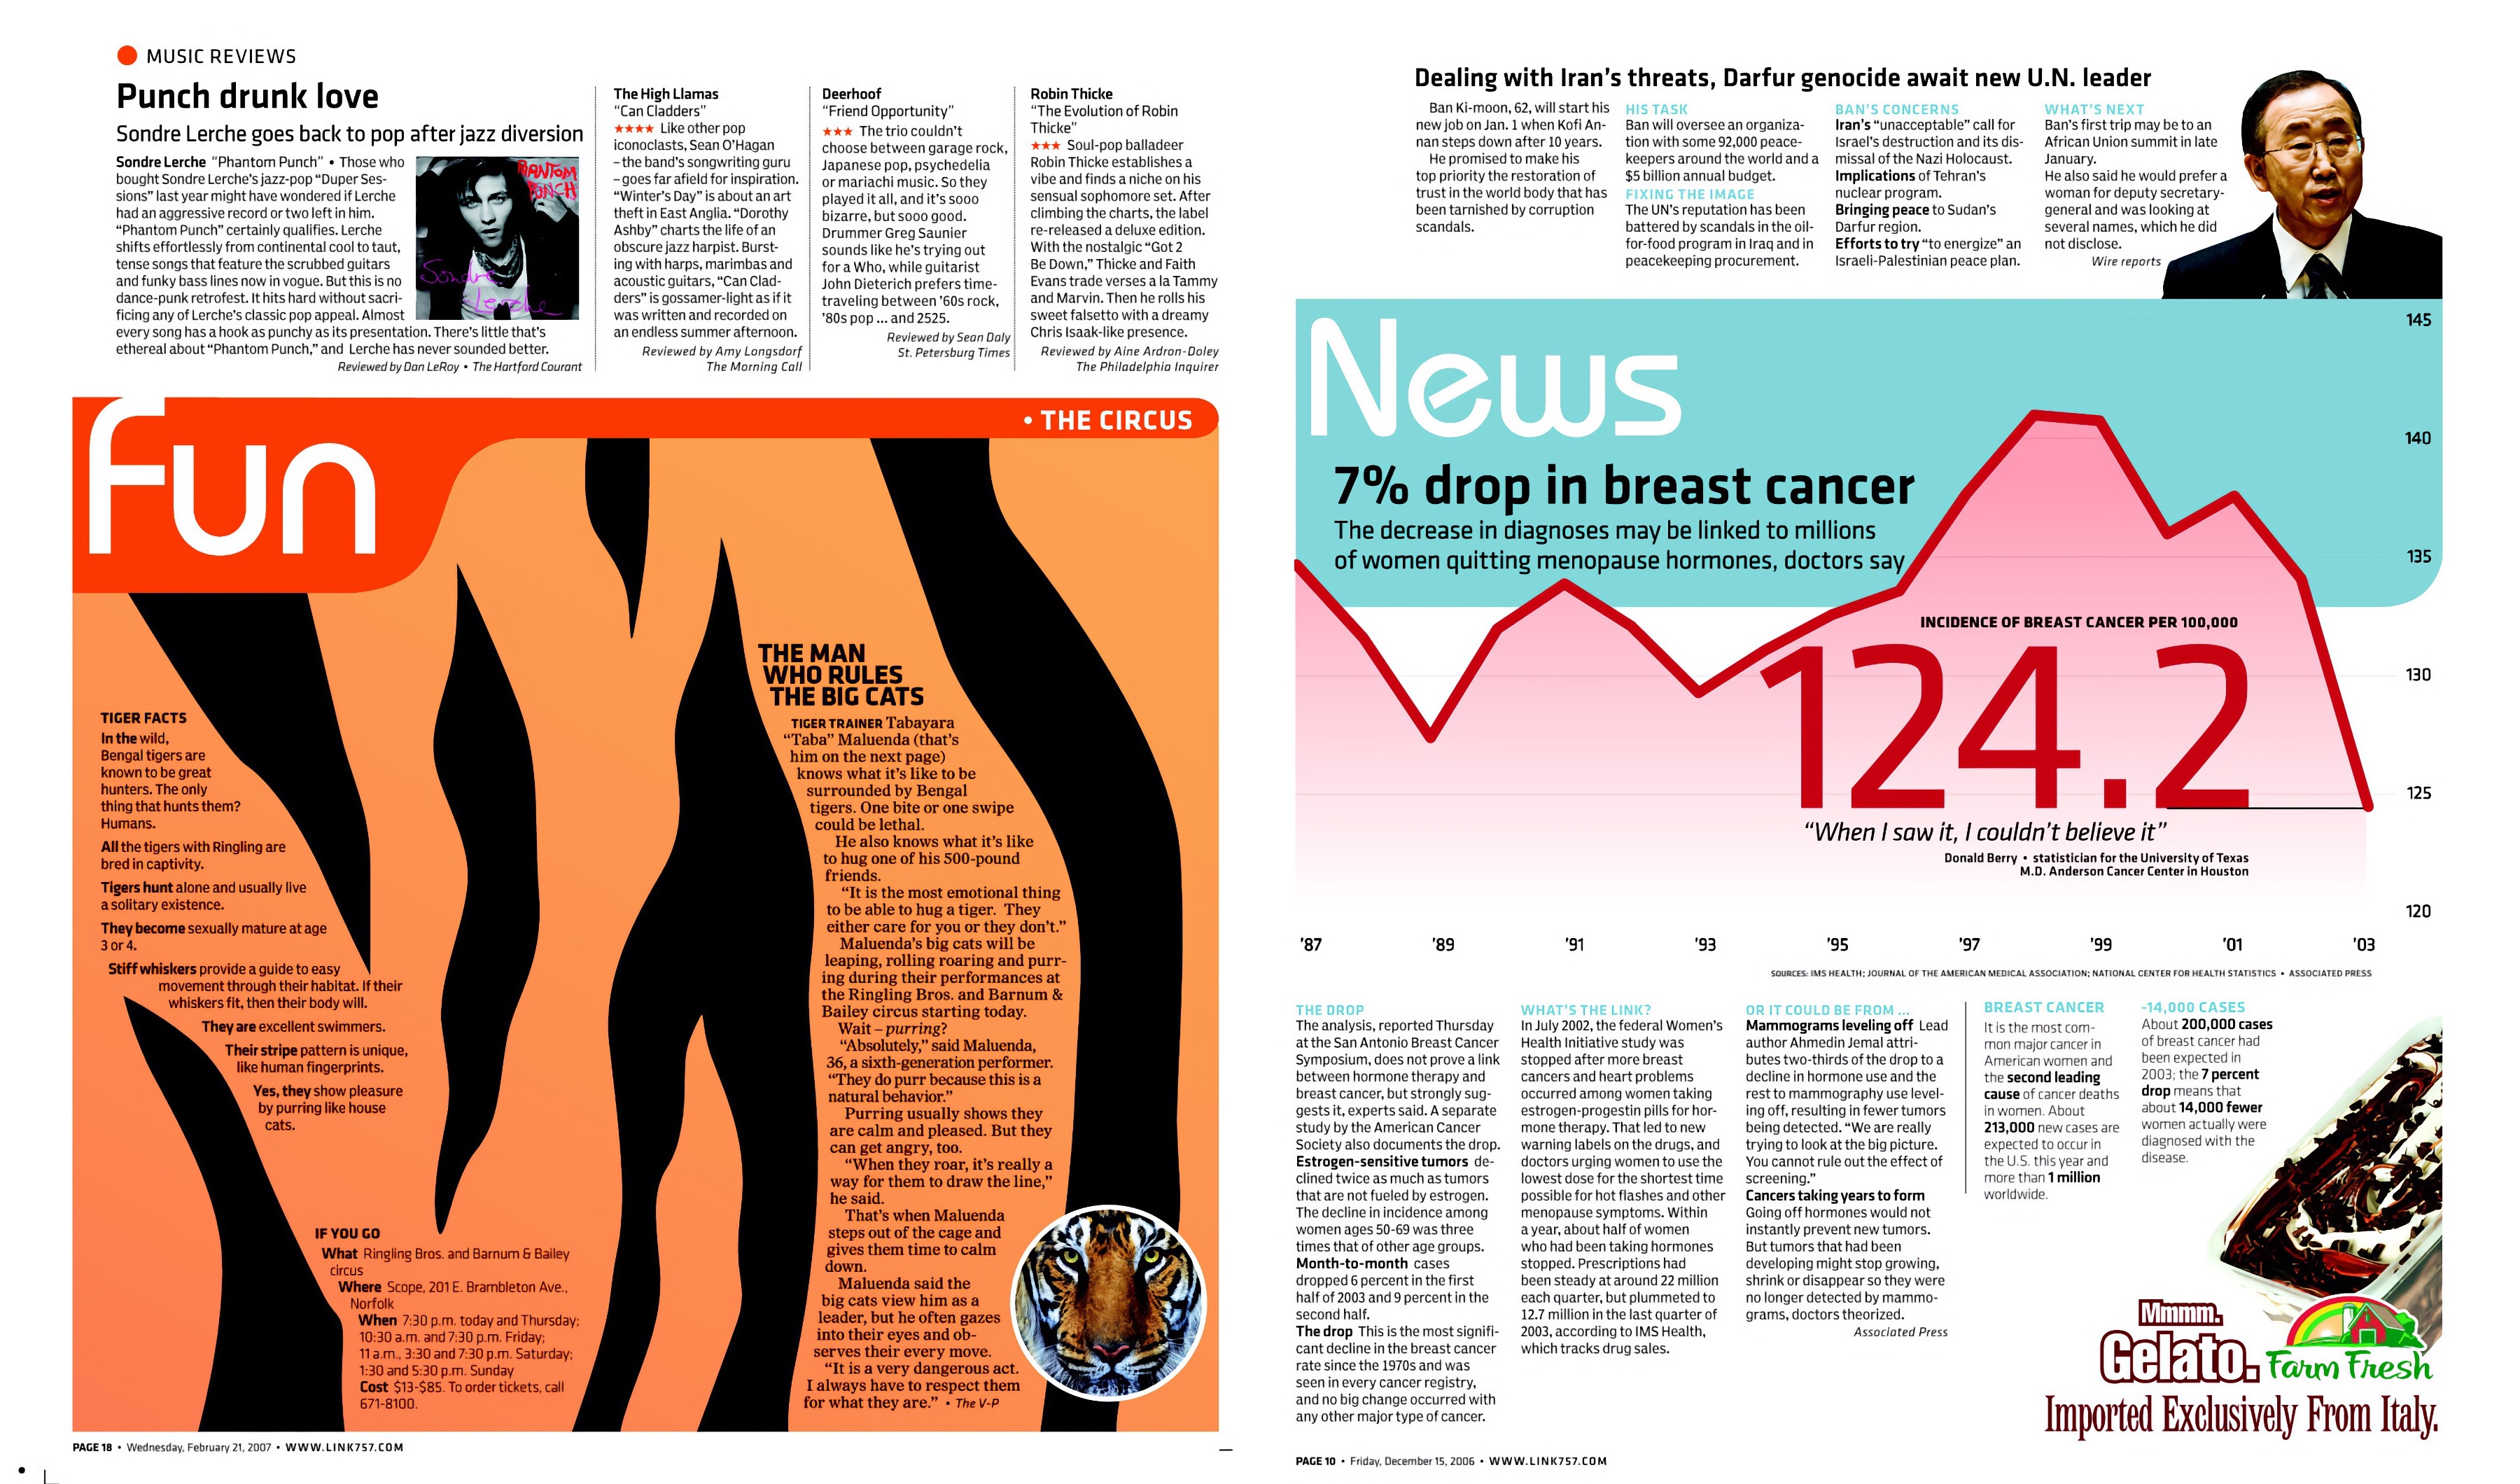 MUSIC REVIEWS
Punch drunk love
Sondre Lerche goes back to pop after jazz diversion
Sondre Lerche “Phantom Punch” • Those who
bought Sondre Lerche’s jazz-pop “Duper Ses-
sions” last year might have wondered if Lerche
had an aggressive record or two left in him.
“Phantom Punch” certainly qualifies. Lerche
shifts effortlessly from continental cool to taut,
tense songs that feature the scrubbed guitars
and funky bass lines now in vogue. But this is no
dance-punk retrofest. It hits hard without sacri-
ficing any of Lerche’s classic pop appeal. Almost
every song has a hook as punchy as its presentation. There’s little that’s
ethereal about “Phantom Punch,” and Lerche has never sounded better.
Reviewed by Dan LeRoy • The Hartford Courant
PHANTOM
PUNCH
Sondre
Lerche
The High Llamas
“Can Cladders”
★★★★ Like other pop
iconoclasts, Sean O’Hagan
– the band’s songwriting guru
– goes far afield for inspiration.
“Winter’s Day” is about an art
theft in East Anglia. “Dorothy
Ashby” charts the life of an
obscure jazz harpist. Burst-
ing with harps, marimbas and
acoustic guitars, “Can Clad-
ders” is gossamer-light as if it
was written and recorded on
an endless summer afternoon.
Reviewed by Amy Longsdorf
The Morning Call
Deerhoof
“Friend Opportunity”
★★★ The trio couldn’t
choose between garage rock,
Japanese pop, psychedelia
or mariachi music. So they
played it all, and it’s sooo
bizarre, but sooo good.
Drummer Greg Saunier
sounds like he’s trying out
for a Who, while guitarist
John Dieterich prefers time-
traveling between ’60s rock,
’80s pop ... and 2525.
Reviewed by Sean Daly
St. Petersburg Times
Robin Thicke
“The Evolution of Robin
Thicke”
★★★ Soul-pop balladeer
Robin Thicke establishes a
vibe and finds a niche on his
sensual sophomore set. After
climbing the charts, the label
re-released a deluxe edition.
With the nostalgic “Got 2
Be Down,” Thicke and Faith
Evans trade verses a la Tammy
and Marvin. Then he rolls his
sweet falsetto with a dreamy
Chris Isaak-like presence.
Reviewed by Aine Ardron-Doley
The Philadelphia Inquirer
• THE CIRCUS
Fun
TIGER FACTS
In the wild,
Bengal tigers are
known to be great
hunters. The only
thing that hunts them?
Humans.
All the tigers with Ringling are
bred in captivity.
Tigers hunt alone and usually live
a solitary existence.
They become sexually mature at age
3 or 4.
Stiff whiskers provide a guide to easy
movement through their habitat. If their
whiskers fit, then their body will.
They are excellent swimmers.
Their stripe pattern is unique,
like human fingerprints.
Yes, they show pleasure
by purring like house
cats.
IF YOU GO
What Ringling Bros. and Barnum & Bailey
circus
Where Scope, 201 E. Brambleton Ave.,
Norfolk
When 7:30 p.m. today and Thursday;
10:30 a.m. and 7:30 p.m. Friday;
11 a.m., 3:30 and 7:30 p.m. Saturday;
1:30 and 5:30 p.m. Sunday
Cost $13-$85. To order tickets, call
671-8100.
THE MAN
WHO RULES
THE BIG CATS
TIGER TRAINER Tabayara
“Taba” Maluenda (that’s
him on the next page)
knows what it’s like to be
surrounded by Bengal
tigers. One bite or one swipe
could be lethal.
He also knows what it’s like
to hug one of his 500-pound
friends.
“It is the most emotional thing
to be able to hug a tiger. They
either care for you or they don’t.”
Maluenda’s big cats will be
leaping, rolling roaring and purr-
ing during their performances at
the Ringling Bros. and Barnum &
Bailey circus starting today.
Wait – purring?
“Absolutely,” said Maluenda,
36, a sixth-generation performer.
“They do purr because this is a
natural behavior.”
Purring usually shows they
are calm and pleased. But they
can get angry, too.
“When they roar, it’s really a
way for them to draw the line,”
he said.
That’s when Maluenda
steps out of the cage and
gives them time to calm
down.
Maluenda said the
big cats view him as a
leader, but he often gazes
into their eyes and ob-
serves their every move.
“It is a very dangerous act.
I always have to respect them
for what they are.” • The V-P
PAGE 18 • Wednesday, February 21, 2007 • WWW.LINK757.COM
Dealing with Iran’s threats, Darfur genocide await new U.N. leader
Ban Ki-moon, 62, will start his
new job on Jan. 1 when Kofi An-
nan steps down after 10 years.
He promised to make his
top priority the restoration of
trust in the world body that has
been tarnished by corruption
scandals.
HIS TASK
Ban will oversee an organiza-
tion with some 92,000 peace-
keepers around the world and a
$5 billion annual budget.
FIXING THE IMAGE
The UN’s reputation has been
battered by scandals in the oil-
for-food program in Iraq and in
peacekeeping procurement.
BAN’S CONCERNS
Iran’s “unacceptable” call for
Israel’s destruction and its dis-
missal of the Nazi Holocaust.
Implications of Tehran’s
nuclear program.
Bringing peace to Sudan’s
Darfur region.
Efforts to try “to energize” an
Israeli-Palestinian peace plan.
WHAT’S NEXT
Ban’s first trip may be to an
African Union summit in late
January.
He also said he would prefer a
woman for deputy secretary-
general and was looking at
several names, which he did
not disclose.
Wire reports
News
7% drop in breast cancer
The decrease in diagnoses may be linked to millions
of women quitting menopause hormones, doctors say
145
140
135
130
125
120
INCIDENCE OF BREAST CANCER PER 100,000
124.2
“When I saw it, I couldn’t believe it”
Donald Berry • statistician for the University of Texas
M.D. Anderson Cancer Center in Houston
’87 ’89 ’91 ’93 ’95 ’97 ’99 ’01 ’03
SOURCES: IMS HEALTH; JOURNAL OF THE AMERICAN MEDICAL ASSOCIATION; NATIONAL CENTER FOR HEALTH STATISTICS • ASSOCIATED PRESS
THE DROP
The analysis, reported Thursday
at the San Antonio Breast Cancer
Symposium, does not prove a link
between hormone therapy and
breast cancer, but strongly sug-
gests it, experts said. A separate
study by the American Cancer
Society also documents the drop.
Estrogen-sensitive tumors de-
clined twice as much as tumors
that are not fueled by estrogen.
The decline in incidence among
women ages 50-69 was three
times that of other age groups.
Month-to-month cases
dropped 6 percent in the first
half of 2003 and 9 percent in the
second half.
The drop This is the most signifi-
cant decline in the breast cancer
rate since the 1970s and was
seen in every cancer registry,
and no big change occurred with
any other major type of cancer.
WHAT’S THE LINK?
In July 2002, the federal Women’s
Health Initiative study was
stopped after more breast
cancers and heart problems
occurred among women taking
estrogen-progestin pills for hor-
mone therapy. That led to new
warning labels on the drugs, and
doctors urging women to use the
lowest dose for the shortest time
possible for hot flashes and other
menopause symptoms. Within
a year, about half of women
who had been taking hormones
stopped. Prescriptions had
been steady at around 22 million
each quarter, but plummeted to
12.7 million in the last quarter of
2003, according to IMS Health,
which tracks drug sales.
OR IT COULD BE FROM ...
Mammograms leveling off Lead
author Ahmedin Jemal attri-
butes two-thirds of the drop to a
decline in hormone use and the
rest to mammography use level-
ing off, resulting in fewer tumors
being detected. “We are really
trying to look at the big picture.
You cannot rule out the effect of
screening.”
Cancers taking years to form
Going off hormones would not
instantly prevent new tumors.
But tumors that had been
developing might stop growing,
shrink or disappear so they were
no longer detected by mammo-
grams, doctors theorized.
Associated Press
BREAST CANCER
It is the most com-
mon major cancer in
American women and
the second leading
cause of cancer deaths
in women. About
213,000 new cases are
expected to occur in
the U.S. this year and
more than 1 million
worldwide.
-14,000 CASES
About 200,000 cases
of breast cancer had
been expected in
2003; the 7 percent
drop means that
about 14,000 fewer
women actually were
diagnosed with the
disease.
Mmmm.
Gelato.
Farm Fresh
Imported Exclusively From Italy.
PAGE 10 • Friday, December 15, 2006 • WWW.LINK757.COM